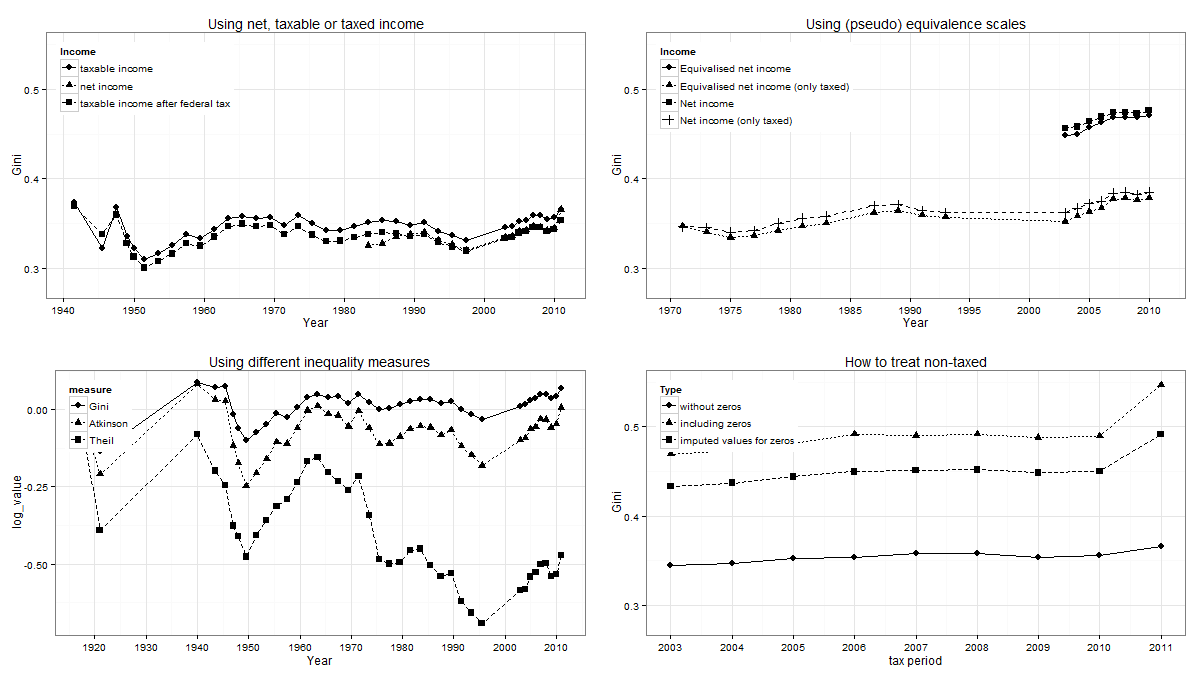 Using net, taxable or taxed income
Income
taxable income
net income
taxable income after federal tax
0.5
0.4
0.3
Gini
1940 1950 1960 1970 1980 1990 2000 2010
Year
Using (pseudo) equivalence scales
Income
Equivalised net income
Equivalised net income (only taxed)
Net income
Net income (only taxed)
0.5
0.4
0.3
Gini
1970 1975 1980 1985 1990 1995 2000 2005 2010
Year
Using different inequality measures
measure
Gini
Atkinson
Theil
0.00
-0.25
-0.50
log_value
1920 1930 1940 1950 1960 1970 1980 1990 2000 2010
Year
How to treat non-taxed
Type
without zeros
including zeros
imputed values for zeros
0.5
0.4
0.3
Gini
2003 2004 2005 2006 2007 2008 2009 2010 2011
tax period